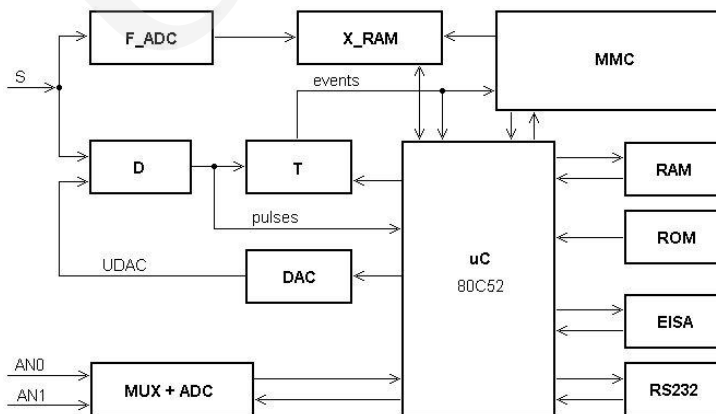 F_ADC
X_RAM
MMC
S
events
D
T
RAM
pulses
ROM
uC
80C52
UDAC
DAC
EISA
AN0
MUX + ADC
AN1
RS232